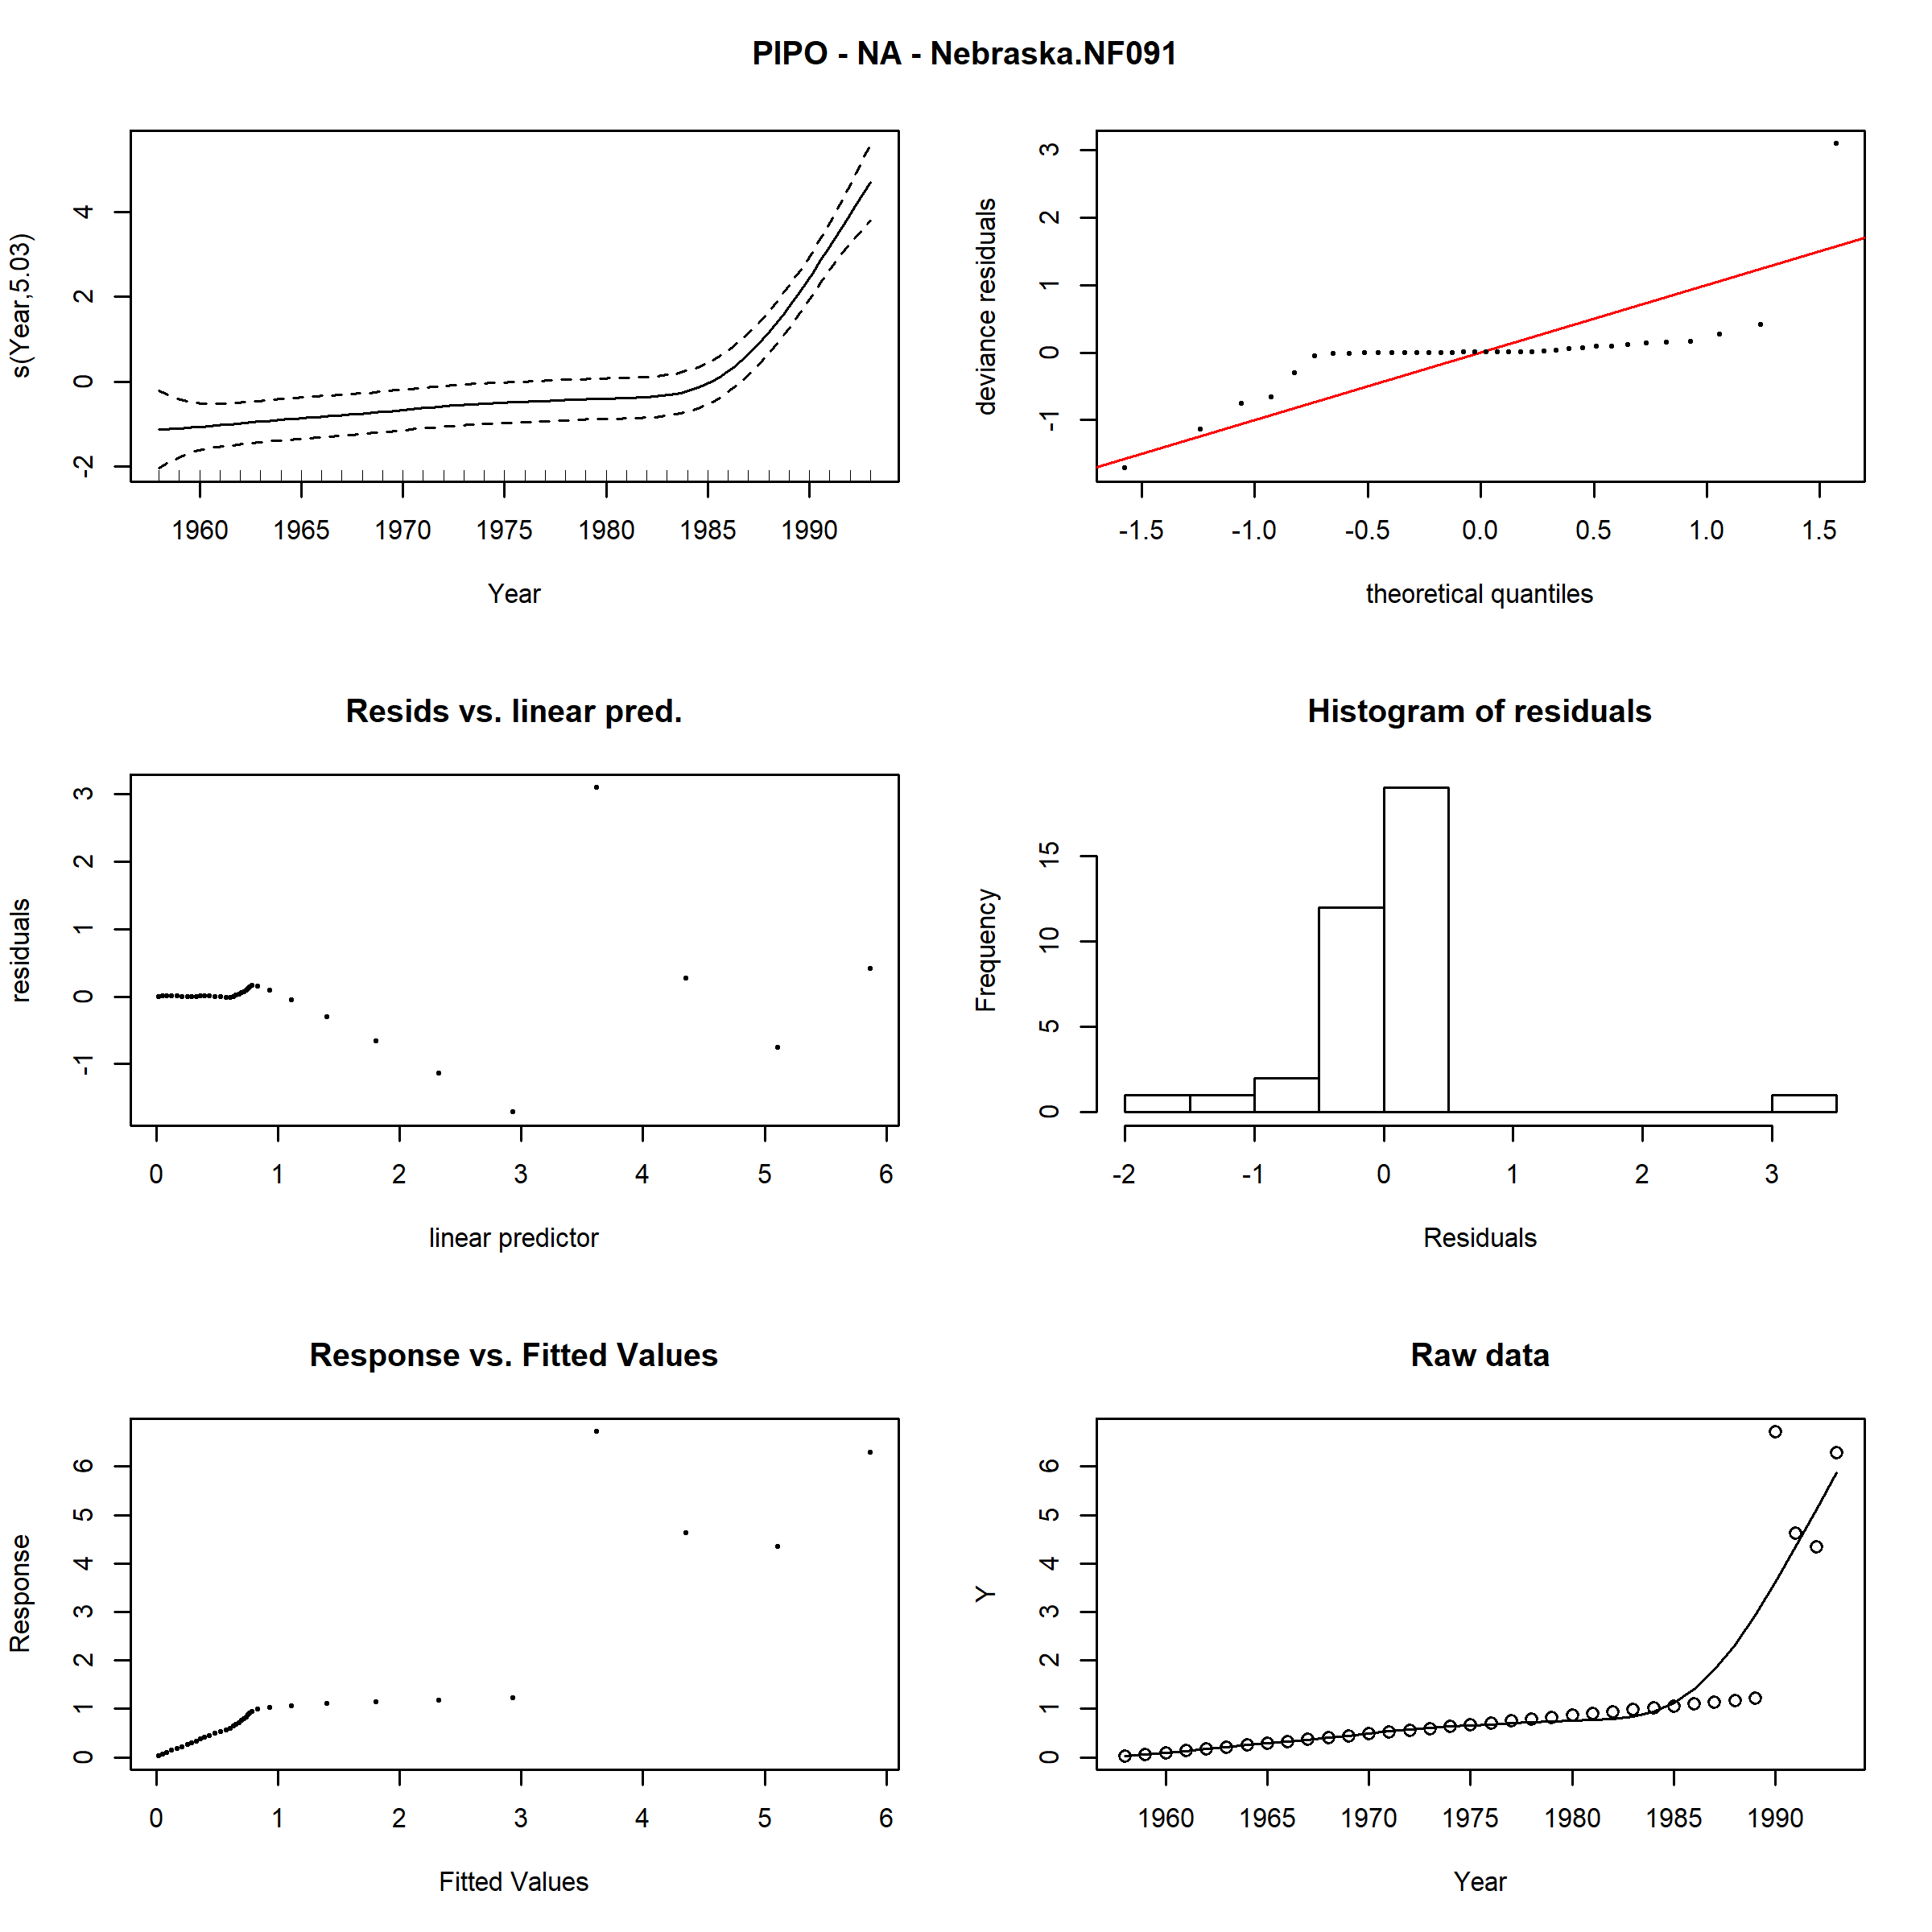 PIPO - NA - Nebraska.NF091
s(Year,5.03)
-2 0 2 4
1960 1965 1970 1975 1980 1985 1990
Year
deviance residuals
-1 0 1 2 3
-1.5 -1.0 -0.5 0.0 0.5 1.0 1.5
theoretical quantiles
Resids vs. linear pred.
residuals
-1 0 1 2 3
0 1 2 3 4 5 6
linear predictor
Histogram of residuals
Frequency
0 5 10 15
-2 -1 0 1 2 3
Residuals
Response vs. Fitted Values
Response
0 1 2 3 4 5 6
0 1 2 3 4 5 6
Fitted Values
Raw data
Y
0 1 2 3 4 5 6
1960 1965 1970 1975 1980 1985 1990
Year